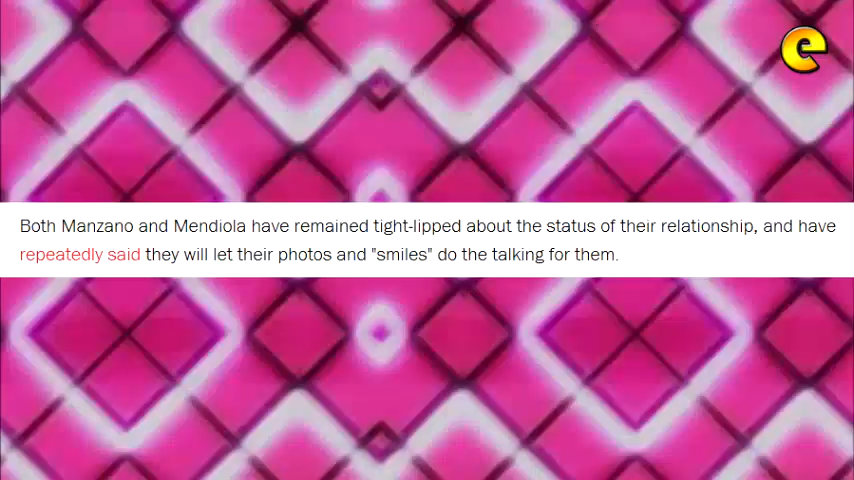 e
Both Manzano and Mendiola have remained tight-lipped about the status of their relationship, and have
repeatedly said they will let their photos and "smiles" do the talking for them.